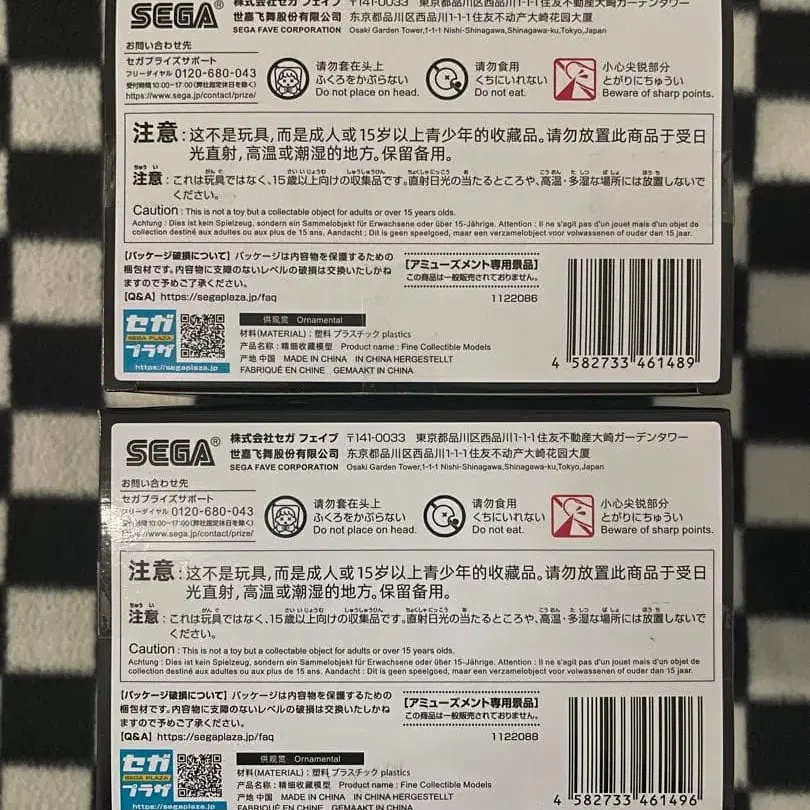 SEGA® 株式会社セガ フェイブ 〒141-0033 東京都品川区西品川1-1-1住友不動産大崎ガーデンタワー
世嘉飞舞股份有限公司 东京都品川区西品川1-1-1住友不动产大崎花园大厦
SEGA FAVE CORPORATION Osaki Garden Tower,1-1-1 Nishi-Shinagawa,Shinagawa-ku,Tokyo,Japan
お問い合わせ先
セガプライズサポート
フリーダイヤル 0120-680-043
受付時間10:00~17:00(弊社指定休日を除く)
https://www.sega.jp/contact/prize/
请勿套在头上
ふくろをかぶらない
Do not place on head.
请勿食用
くちにいれない
Do not eat.
小心尖锐部分
とがりにちゅうい
Beware of sharp points.
注意:这不是玩具,而是成人或15岁以上青少年的收藏品。请勿放置此商品于受日
光直射,高温或潮湿的地方。保留备用。
注意:これは玩具ではなく、15歳以上向けの収集品です。直射日光の当たるところや、高温・多湿な場所には放置しないで
ください。
Caution : This is not a toy but a collectable object for adults or over 15 years olds.
Achtung : Dies ist kein Spielzeug, sondern ein Sammelobjekt für Erwachsene oder über 15-Jährige. Attention : Il ne s'agit pas d'un jouet mais d'un objet de
collection destiné aux adultes ou aux plus de 15 ans. Aandacht : Dit is geen speelgoed, maar een verzamelobject voor volwassenen of ouder dan 15 jaar.
【パッケージ破損について】パッケージは内容物を保護するための
梱包材です。内容物に支障のないレベルの破損は交換いたしかね
ますので予めご了承ください。
【Q&A】https://segaplaza.jp/faq
【アミューズメント専用景品】
この商品は一般販売されておりません。
1122086
セガ
SEGA PLAZA
プラザ
https://segaplaza.jp
供观赏 Ornamental
材料(MATERIAL) : 塑料 プラスチック plastics
产品名称 : 精细收藏模型 Product name : Fine Collectible Models
产地 中国 MADE IN CHINA IN CHINA HERGESTELLT
FABRIQUÉ EN CHINE GEMAAKT IN CHINA
4 582733 461489
SEGA® 株式会社セガ フェイブ 〒141-0033 東京都品川区西品川1-1-1住友不動産大崎ガーデンタワー
世嘉飞舞股份有限公司 东京都品川区西品川1-1-1住友不动产大崎花园大厦
SEGA FAVE CORPORATION Osaki Garden Tower,1-1-1 Nishi-Shinagawa,Shinagawa-ku,Tokyo,Japan
お問い合わせ先
セガプライズサポート
フリーダイヤル 0120-680-043
受付時間10:00~17:00(弊社指定休日を除く)
https://www.sega.jp/contact/prize/
请勿套在头上
ふくろをかぶらない
Do not place on head.
请勿食用
くちにいれない
Do not eat.
小心尖锐部分
とがりにちゅうい
Beware of sharp points.
注意:这不是玩具,而是成人或15岁以上青少年的收藏品。请勿放置此商品于受日
光直射,高温或潮湿的地方。保留备用。
注意:これは玩具ではなく、15歳以上向けの収集品です。直射日光の当たるところや、高温・多湿な場所には放置しないで
ください。
Caution : This is not a toy but a collectable object for adults or over 15 years olds.
Achtung : Dies ist kein Spielzeug, sondern ein Sammelobjekt für Erwachsene oder über 15-Jährige. Attention : Il ne s'agit pas d'un jouet mais d'un objet de
collection destiné aux adultes ou aux plus de 15 ans. Aandacht : Dit is geen speelgoed, maar een verzamelobject voor volwassenen of ouder dan 15 jaar.
【パッケージ破損について】パッケージは内容物を保護するための
梱包材です。内容物に支障のないレベルの破損は交換いたしかね
ますので予めご了承ください。
【Q&A】https://segaplaza.jp/faq
【アミューズメント専用景品】
この商品は一般販売されておりません。
1122088
セガ
SEGA PLAZA
プラザ
https://segaplaza.jp
供观赏 Ornamental
材料(MATERIAL) : 塑料 プラスチック plastics
产品名称 : 精细收藏模型 Product name : Fine Collectible Models
产地 中国 MADE IN CHINA IN CHINA HERGESTELLT
FABRIQUÉ EN CHINE GEMAAKT IN CHINA
4 582733 461496